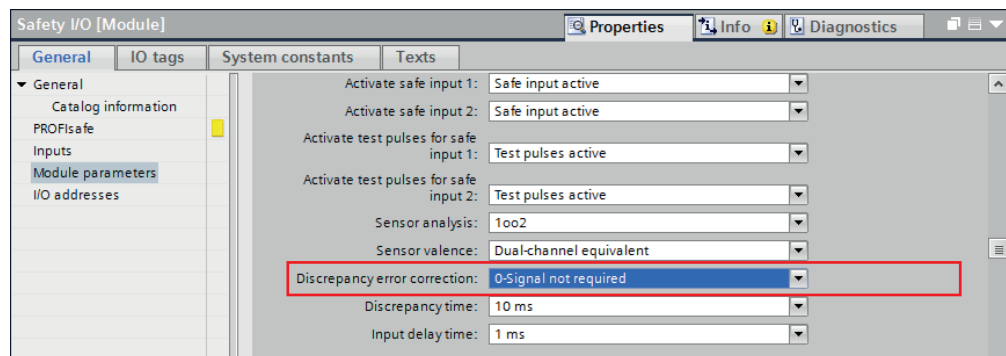 Safety I/O [Module]
Properties
Info
Diagnostics
General
IO tags
System constants
Texts
General
Catalog information
PROFIsafe
Inputs
Module parameters
I/O addresses
Activate safe input 1: Safe input active
Activate safe input 2: Safe input active
Activate test pulses for safe
input 1: Test pulses active
Activate test pulses for safe
input 2: Test pulses active
Sensor analysis: 1oo2
Sensor valence: Dual-channel equivalent
Discrepancy error correction: 0-Signal not required
Discrepancy time: 10 ms
Input delay time: 1 ms